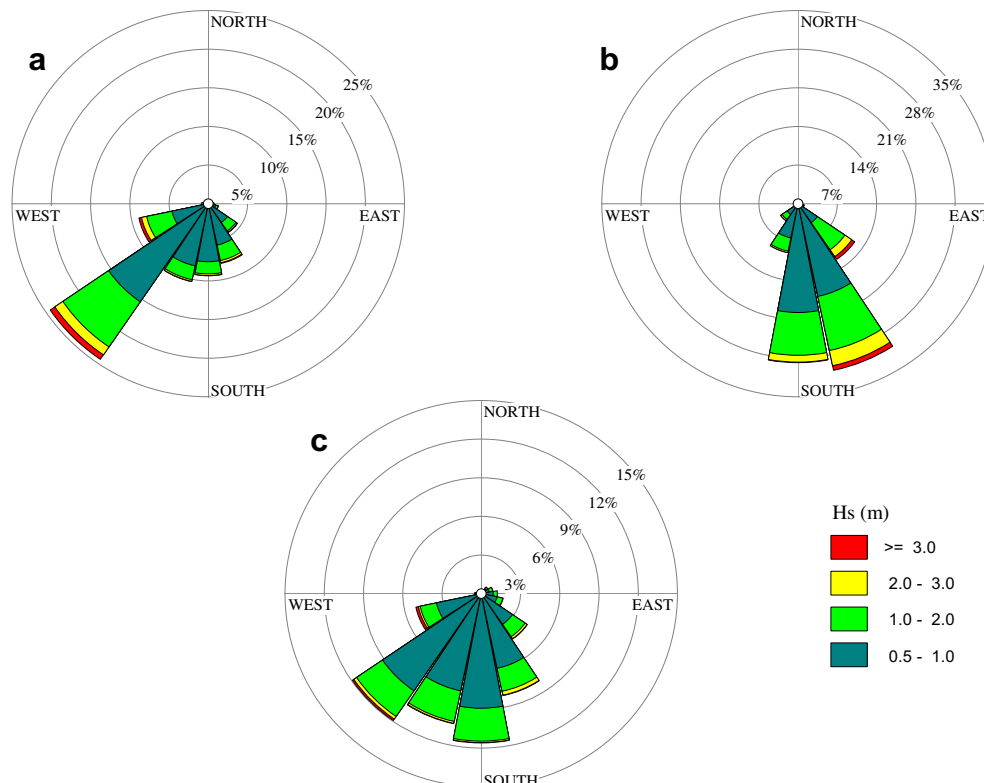 a
NORTH
25%
20%
15%
10%
5%
WEST
EAST
SOUTH
b
35%
28%
21%
14%
7%
WEST
EAST
SOUTH
c
NORTH
15%
12%
9%
6%
3%
WEST
EAST
SOUTH
Hs (m)
>= 3.0
2.0 - 3.0
1.0 - 2.0
0.5 - 1.0